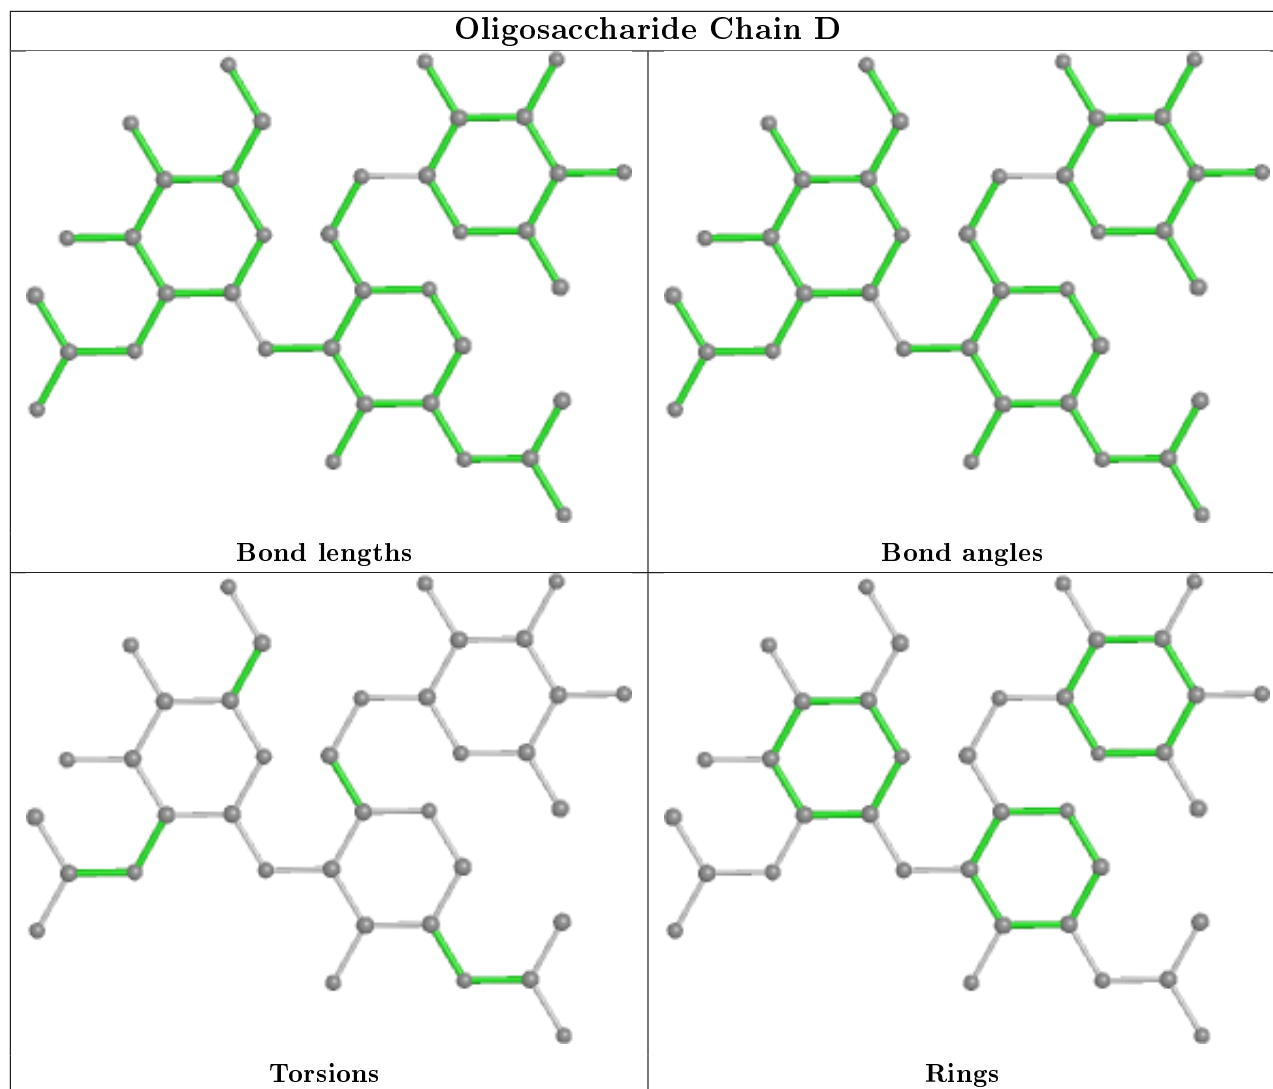 Oligosaccharide Chain D
Bond lengths
Bond angles
Torsions
Rings